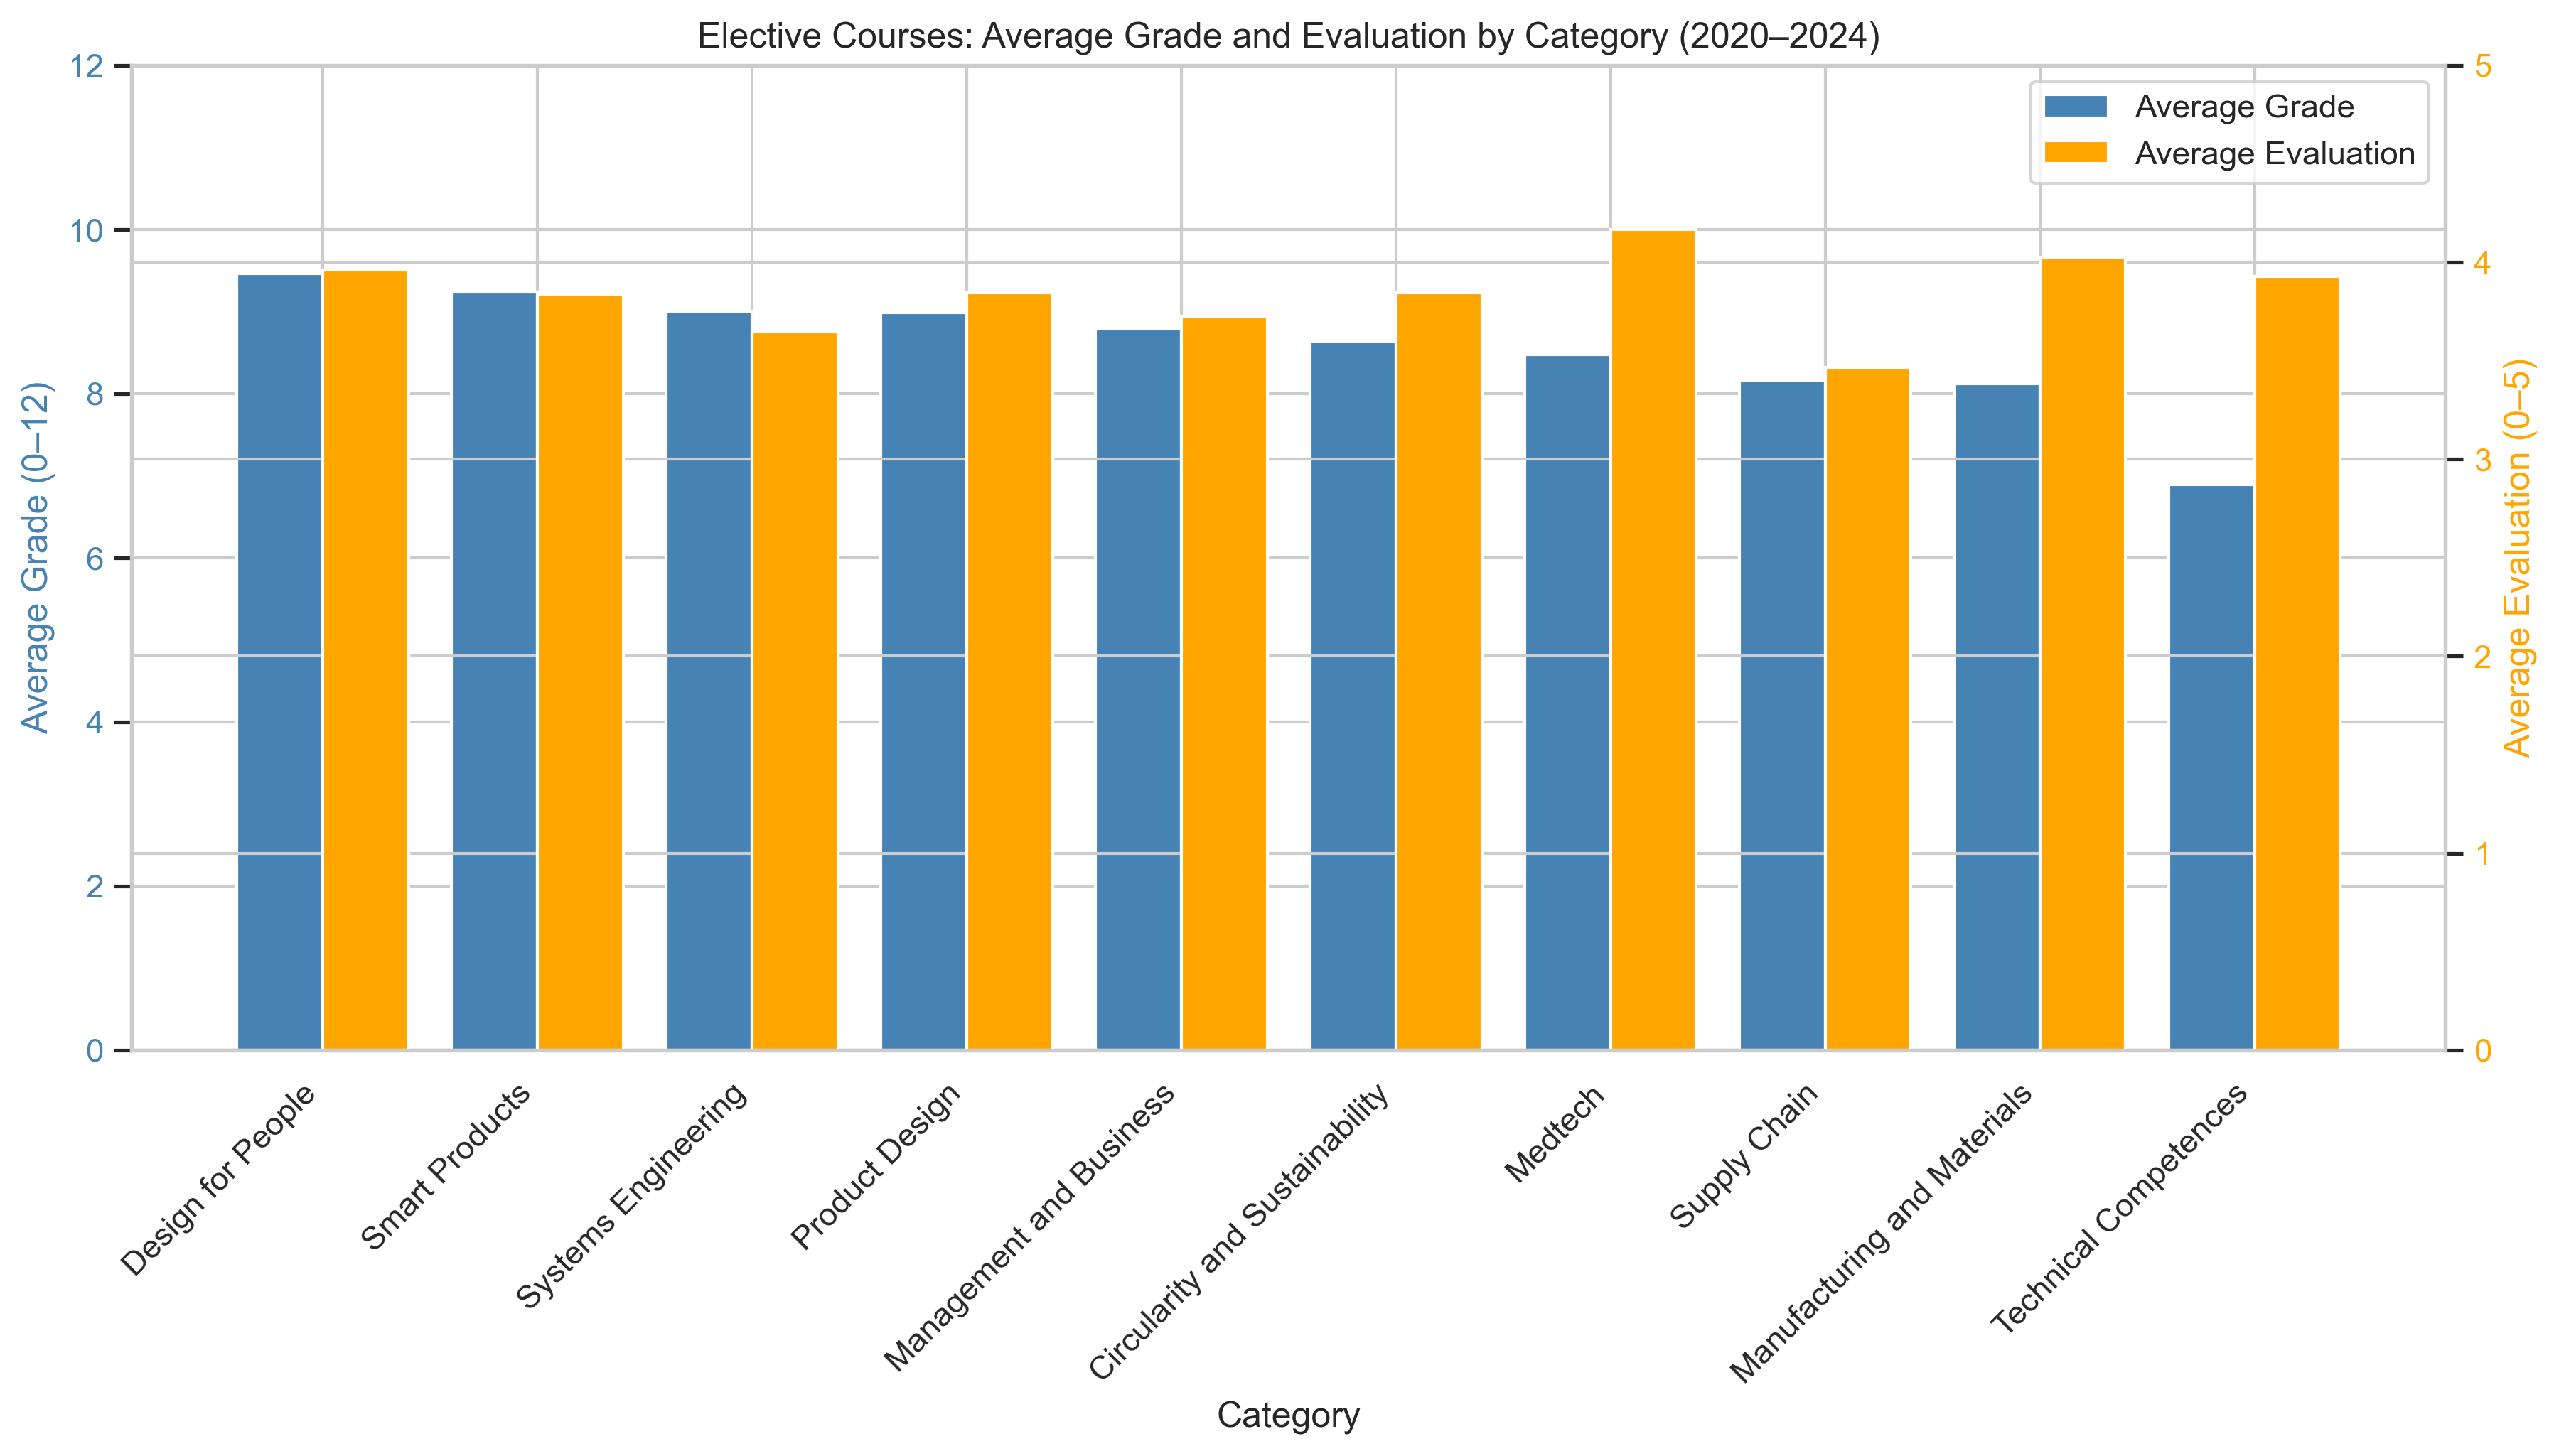 Elective Courses: Average Grade and Evaluation by Category (2020–2024)
Average Grade
Average Evaluation
Average Grade (0–12)
12
10
8
6
4
2
0
Average Evaluation (0–5)
5
4
3
2
1
0
Design for People
Smart Products
Systems Engineering
Product Design
Management and Business
Circularity and Sustainability
Medtech
Supply Chain
Manufacturing and Materials
Technical Competences
Category